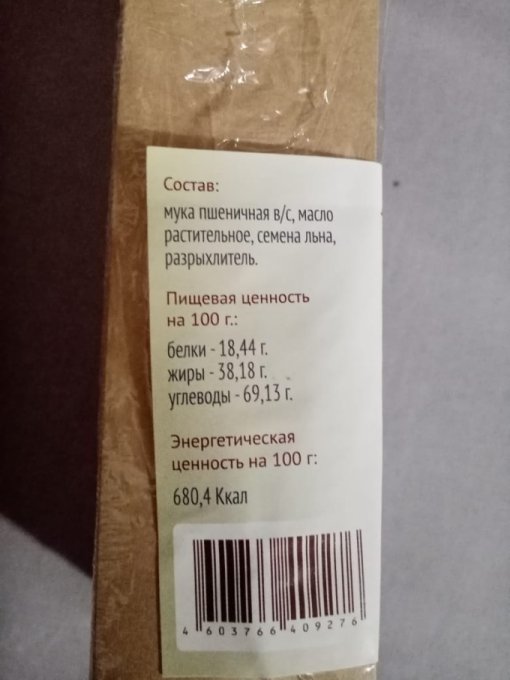 Состав:
мука пшеничная в/с, масло
растительное, семена льна,
разрыхлитель.
Пищевая ценность
на 100 г.:
белки - 18,44 г.
жиры - 38,18 г.
углеводы - 69,13 г.
Энергетическая
ценность на 100 г:
680,4 Ккал
4 603766 409276